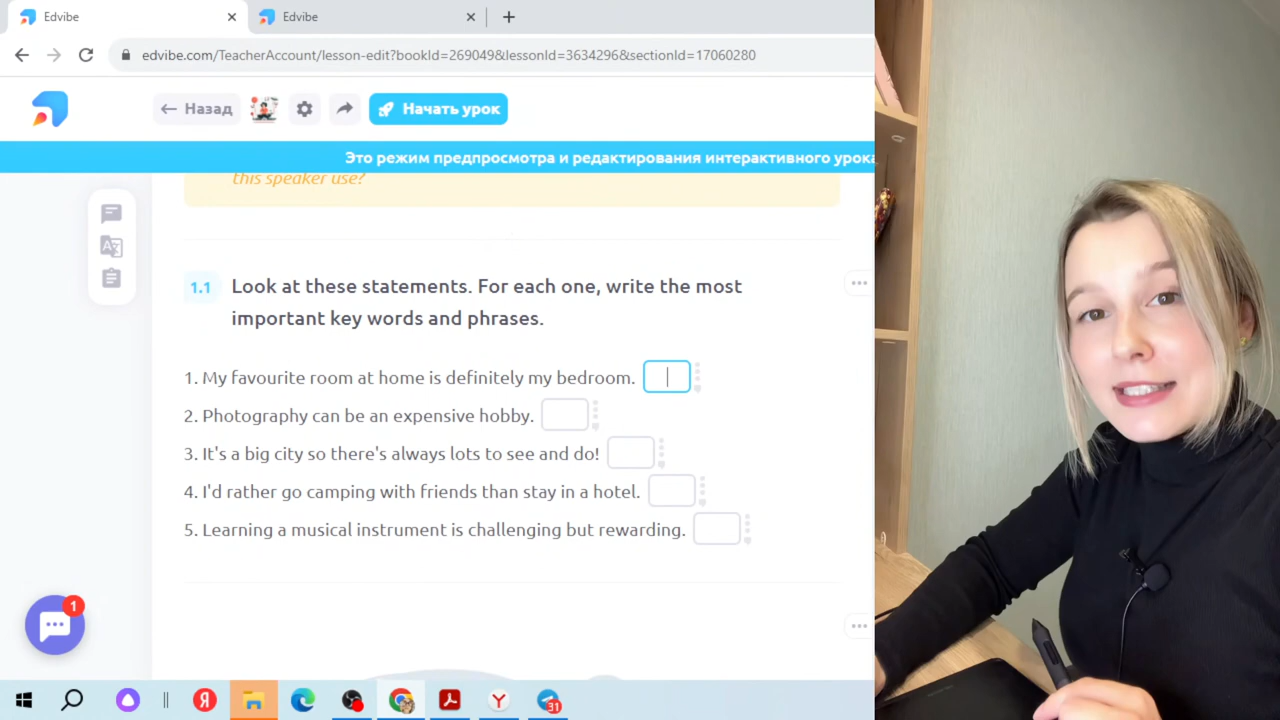 Edvibe
Edvibe
edvibe.com/TeacherAccount/lesson-edit?bookId=269049&lessonId=3634296&sectionId=17060280
← Назад
Начать урок
Это режим предпросмотра и редактирования интерактивного урока
this speaker use?
1.1 Look at these statements. For each one, write the most
important key words and phrases.
1. My favourite room at home is definitely my bedroom.
2. Photography can be an expensive hobby.
3. It's a big city so there's always lots to see and do!
4. I'd rather go camping with friends than stay in a hotel.
5. Learning a musical instrument is challenging but rewarding.
1
Я
Y
31